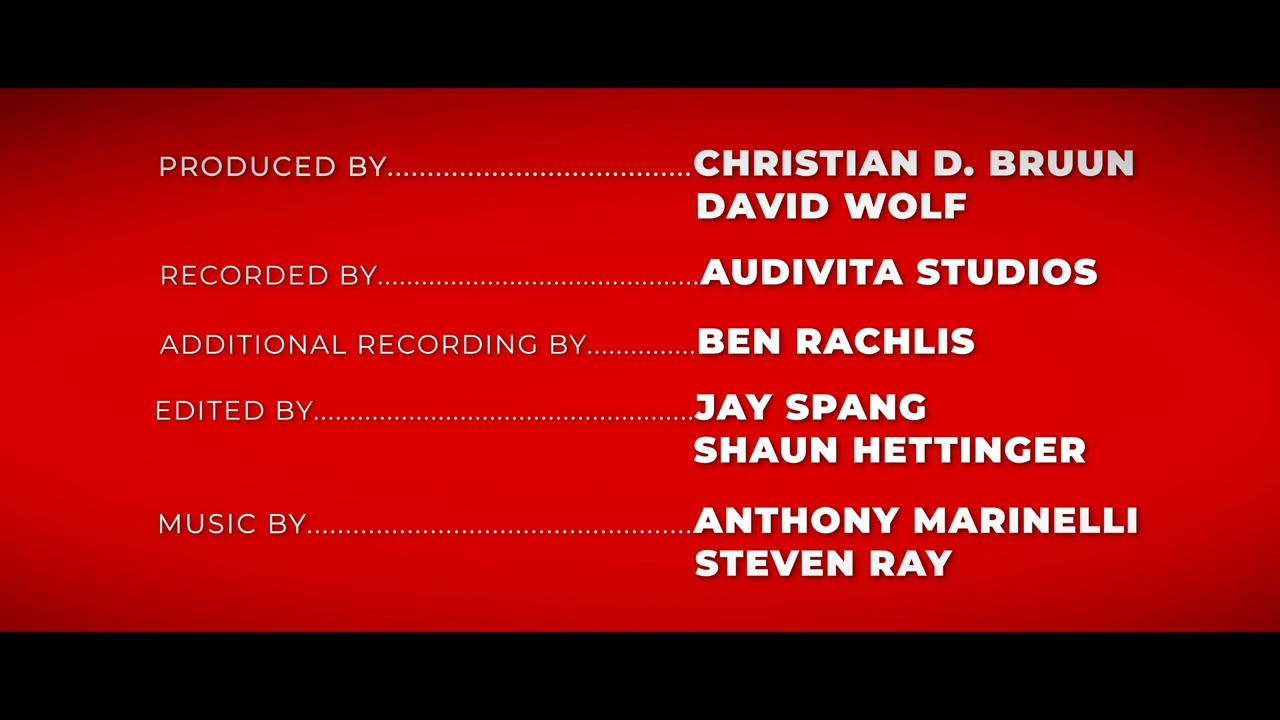 PRODUCED BY......................................CHRISTIAN D. BRUUN
DAVID WOLF
RECORDED BY........................................AUDIVITA STUDIOS
ADDITIONAL RECORDING BY..............BEN RACHLIS
EDITED BY...............................................JAY SPANG
SHAUN HETTINGER
MUSIC BY................................................ANTHONY MARINELLI
STEVEN RAY